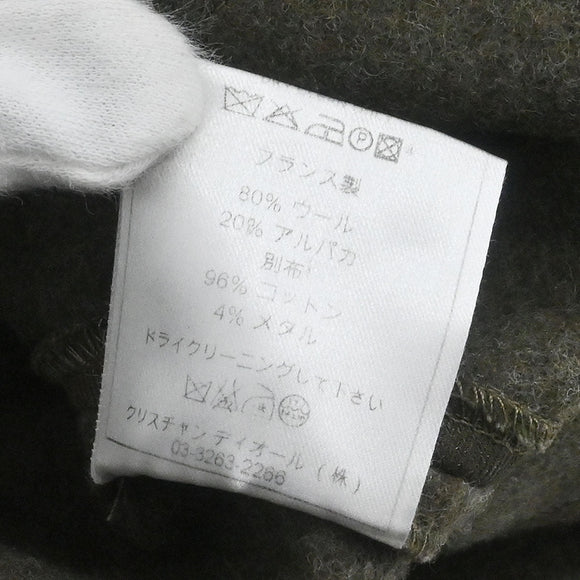 P
フランス製
80% ウール
20% アルパカ
別布
96% コットン
4% メタル
ドライクリーニングして下さい
クリスチャン ディオール (株)
03-3263-2266